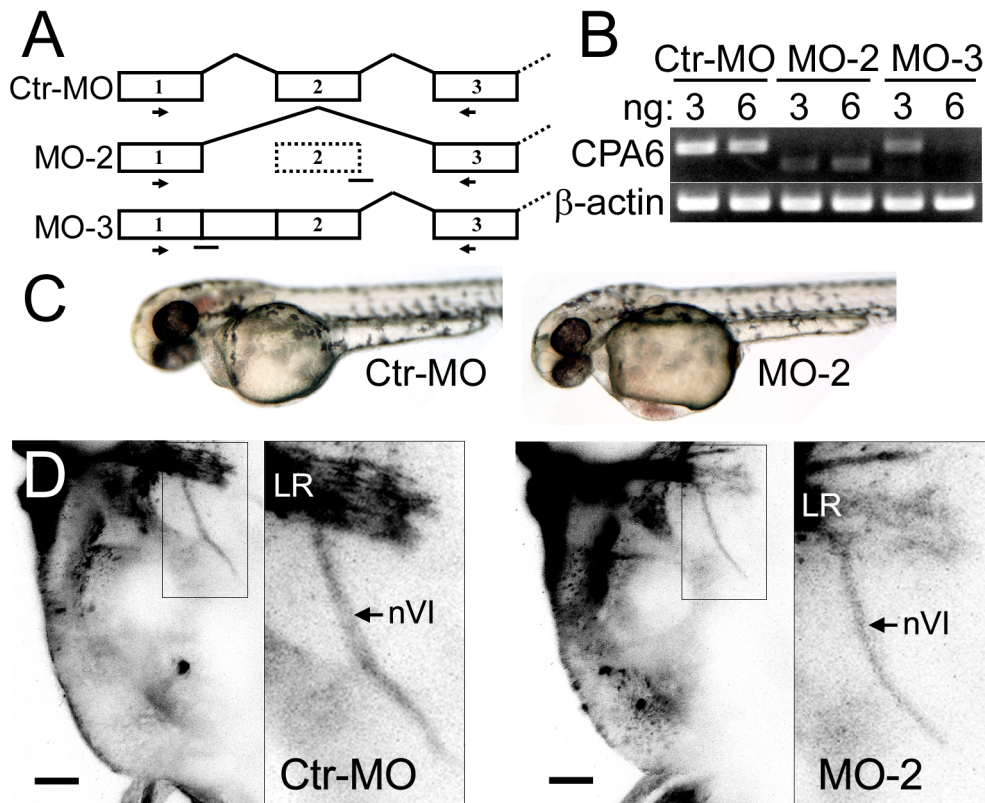 A
Ctr-MO 1 2 3
MO-2 1 2 3
MO-3 1 2 3
B
Ctr-MO MO-2 MO-3
ng: 3 6 3 6 3 6
CPA6
β-actin
C
Ctr-MO
MO-2
D
LR
nVI
Ctr-MO
LR
nVI
MO-2